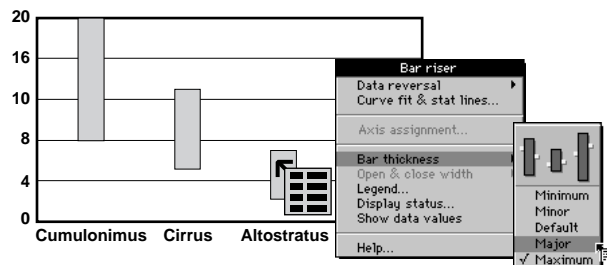 20
16
10
8
4
0
Cumulonimus Cirrus Altostratus
Bar riser
Data reversal
Curve fit & stat lines...
Axis assignment...
Bar thickness
Open & close width
Legend...
Display status...
Show data values
Help...
Minimum
Minor
Default
Major
√ Maximum